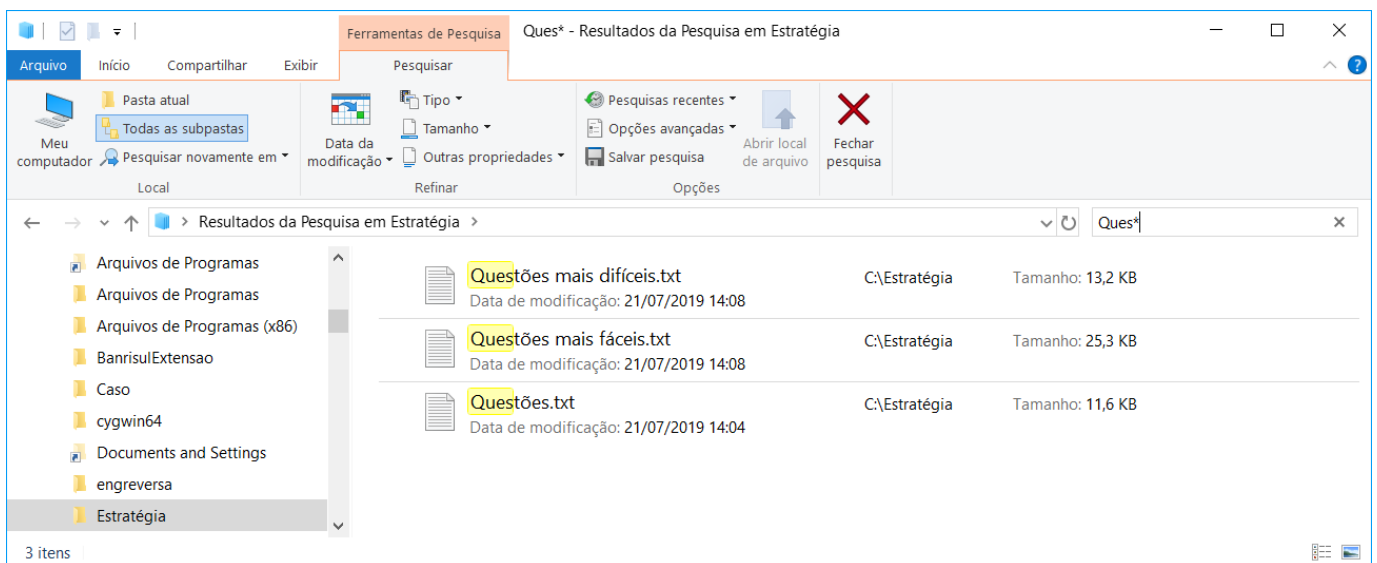 Ferramentas de Pesquisa
Ques* - Resultados da Pesquisa em Estratégia
Arquivo Início Compartilhar Exibir Pesquisar
Meu computador
Pasta atual
Todas as subpastas
Pesquisar novamente em
Local
Data da modificação
Tipo
Tamanho
Outras propriedades
Refinar
Pesquisas recentes
Opções avançadas
Salvar pesquisa
Abrir local de arquivo
Opções
Fechar pesquisa
Resultados da Pesquisa em Estratégia
Ques*
Arquivos de Programas
Arquivos de Programas
Arquivos de Programas (x86)
BanrisulExtensao
Caso
cygwin64
Documents and Settings
engreversa
Estratégia
Questões mais difíceis.txt C:\Estratégia Tamanho: 13,2 KB
Data de modificação: 21/07/2019 14:08
Questões mais fáceis.txt C:\Estratégia Tamanho: 25,3 KB
Data de modificação: 21/07/2019 14:08
Questões.txt C:\Estratégia Tamanho: 11,6 KB
Data de modificação: 21/07/2019 14:04
3 itens